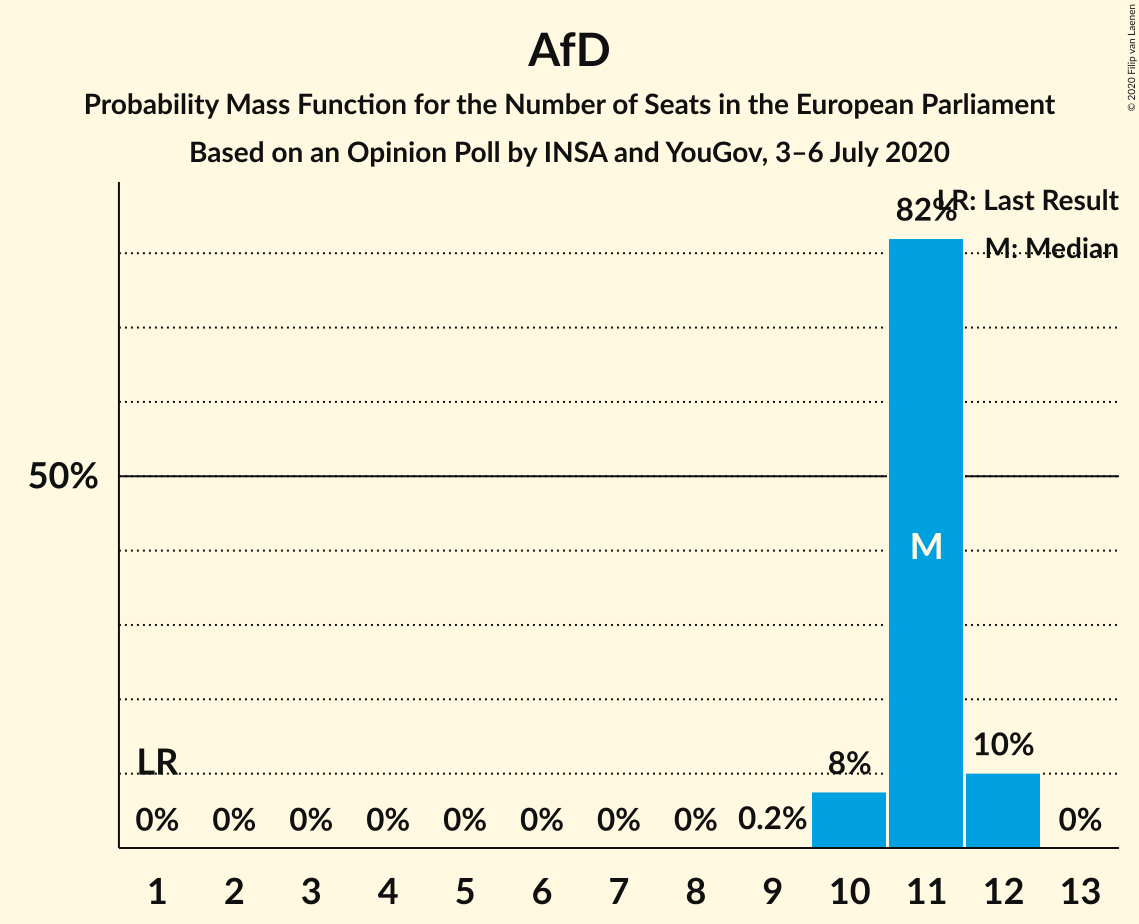 AfD
Probability Mass Function for the Number of Seats in the European Parliament
Based on an Opinion Poll by INSA and YouGov, 3–6 July 2020
© 2020 Filip van Laenen
LR: Last Result
M: Median
82%
50%
M
LR
0% 0% 0% 0% 0% 0% 0% 0% 0.2% 8% 10% 0%
1 2 3 4 5 6 7 8 9 10 11 12 13